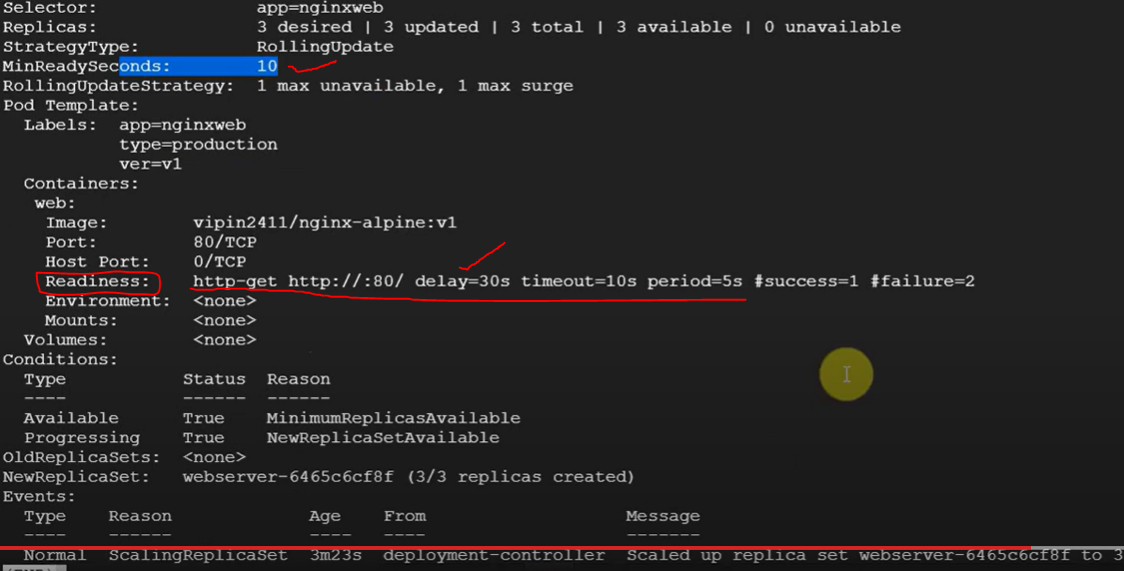 Selector: app=nginxweb
Replicas: 3 desired | 3 updated | 3 total | 3 available | 0 unavailable
StrategyType: RollingUpdate
MinReadySeconds: 10
RollingUpdateStrategy: 1 max unavailable, 1 max surge
Pod Template:
Labels: app=nginxweb
type=production
ver=v1
Containers:
web:
Image: vipin2411/nginx-alpine:v1
Port: 80/TCP
Host Port: 0/TCP
Readiness: http-get http://:80/ delay=30s timeout=10s period=5s #success=1 #failure=2
Environment: <none>
Mounts: <none>
Volumes: <none>
Conditions:
Type Status Reason
---- ------ ------
Available True MinimumReplicasAvailable
Progressing True NewReplicaSetAvailable
OldReplicaSets: <none>
NewReplicaSet: webserver-6465c6cf8f (3/3 replicas created)
Events:
Type Reason Age From Message
---- ------ ---- ---- -------
Normal ScalingReplicaSet 3m23s deployment-controller Scaled up replica set webserver-6465c6cf8f to 3